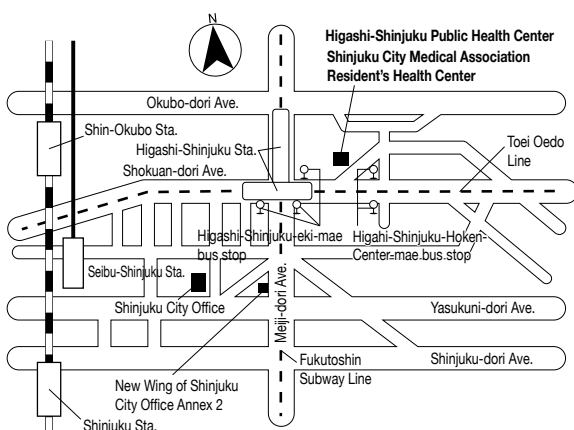 N
Higashi-Shinjuku Public Health Center
Shinjuku City Medical Association
Resident's Health Center
Okubo-dori Ave.
Shin-Okubo Sta.
Higashi-Shinjuku Sta.
Shokuan-dori Ave.
Toei Oedo
Line
Higashi-Shinjuku-eki-mae
bus stop
Higahi-Shinjuku-Hoken-
Center-mae.bus.stop
Seibu-Shinjuku Sta.
Shinjuku City Office
Meiji-dori Ave.
Yasukuni-dori Ave.
Fukutoshin
Subway Line
Shinjuku-dori Ave.
New Wing of Shinjuku
City Office Annex 2
Shinjuku Sta.